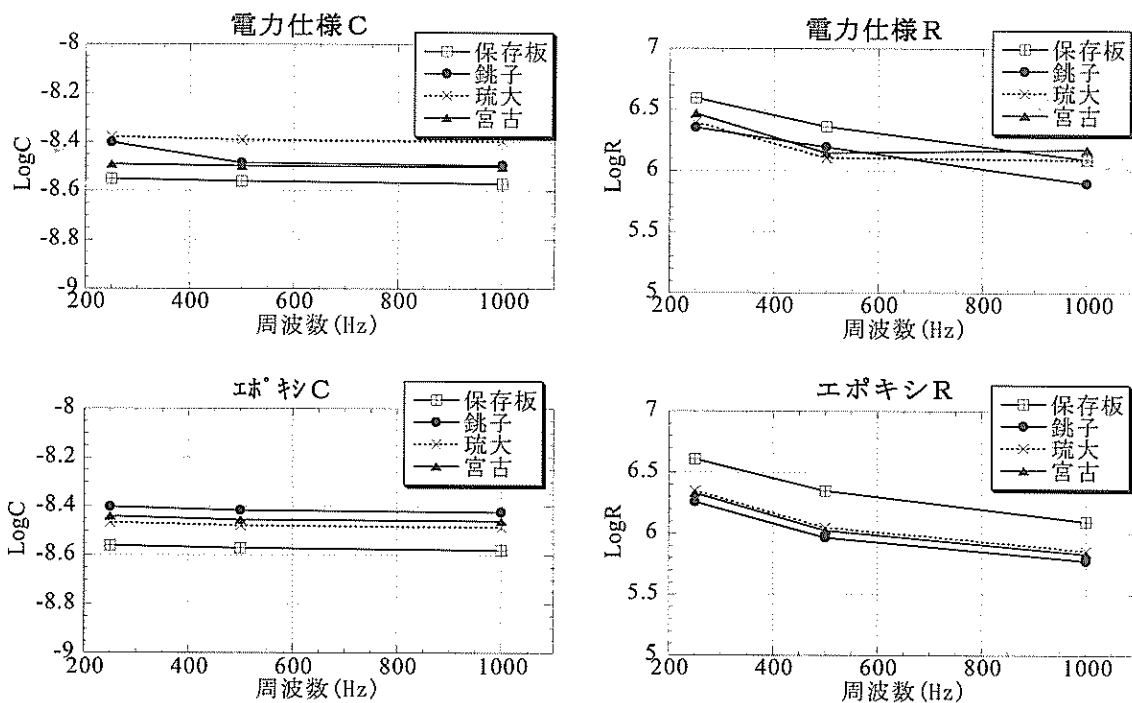 電力仕様C
保存板
銚子
琉大
宮古
LogC
-8
-8.2
-8.4
-8.6
-8.8
-9
200
400
600
800
1000
周波数(Hz)
電力仕様R
保存板
銚子
琉大
宮古
LogR
7
6.5
6
5.5
5
200
400
600
800
1000
周波数(Hz)
エポキシC
保存板
銚子
琉大
宮古
LogC
-8
-8.2
-8.4
-8.6
-8.8
-9
200
400
600
800
1000
周波数(Hz)
エポキシR
保存板
銚子
琉大
宮古
LogR
7
6.5
6
5.5
5
200
400
600
800
1000
周波数(Hz)